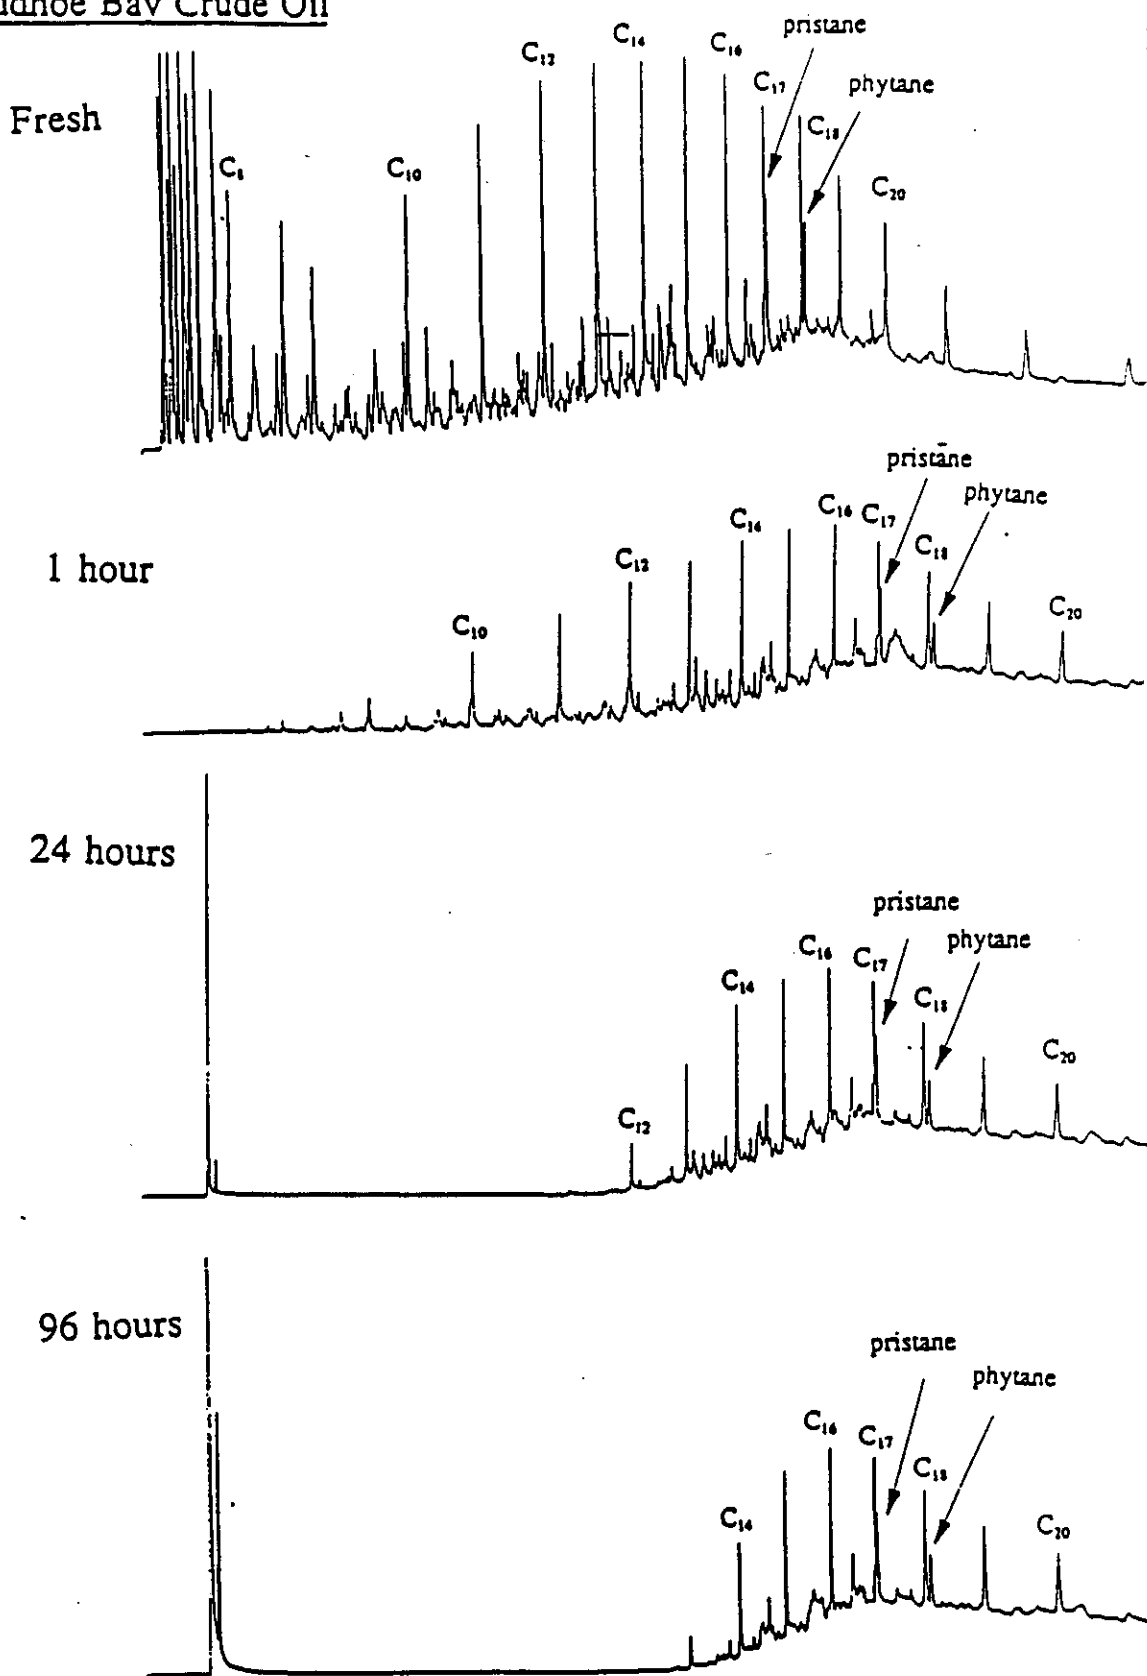 Bay Crude Oil
Fresh
C₈
C₁₀
C₁₂
C₁₄
C₁₆
C₁₇
pristane
phytane
C₁₈
C₂₀
1 hour
C₁₀
C₁₂
C₁₄
C₁₆
C₁₇
pristane
phytane
C₁₈
C₂₀
24 hours
C₁₂
C₁₄
C₁₆
C₁₇
pristane
phytane
C₁₈
C₂₀
96 hours
C₁₄
C₁₆
C₁₇
pristane
phytane
C₁₈
C₂₀